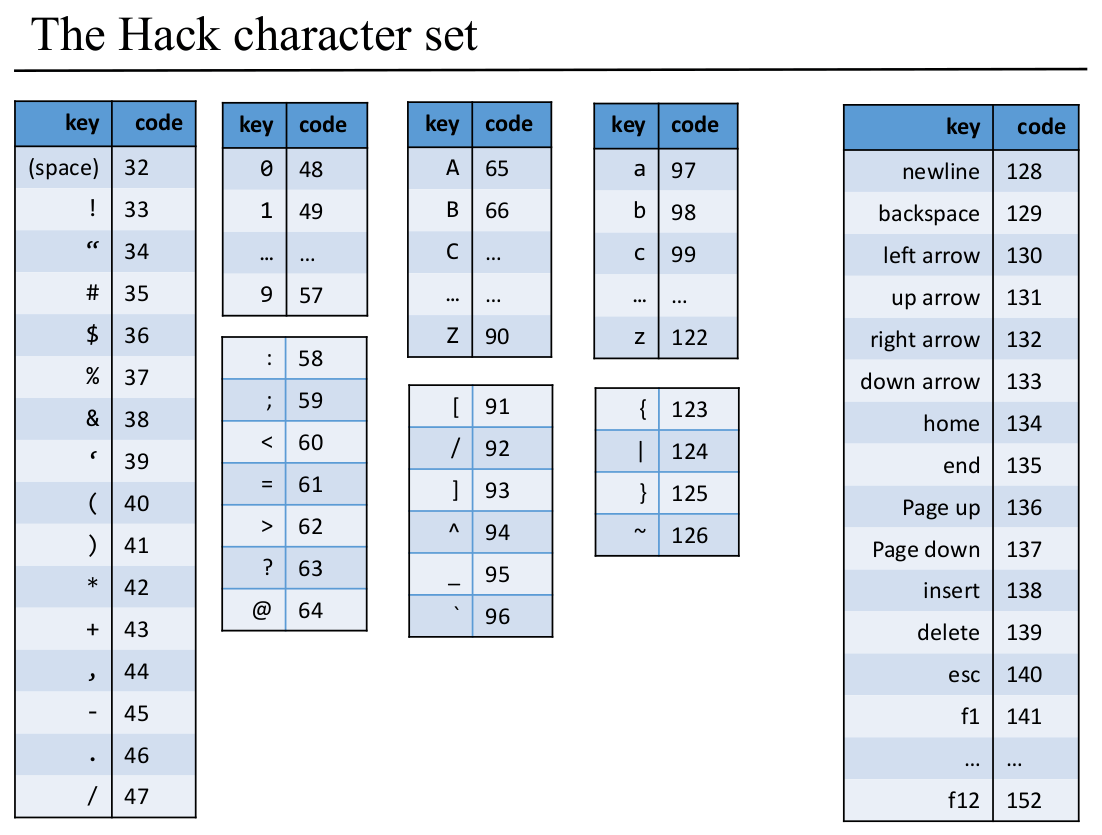 The Hack character set
key code
(space) 32
! 33
“ 34
# 35
$ 36
% 37
& 38
‘ 39
( 40
) 41
* 42
+ 43
, 44
- 45
. 46
/ 47
key code
0 48
1 49
… …
9 57
: 58
; 59
< 60
= 61
> 62
? 63
@ 64
key code
A 65
B 66
C …
… …
Z 90
[ 91
/ 92
] 93
^ 94
_ 95
` 96
key code
a 97
b 98
c 99
… …
z 122
{ 123
| 124
} 125
~ 126
key code
newline 128
backspace 129
left arrow 130
up arrow 131
right arrow 132
down arrow 133
home 134
end 135
Page up 136
Page down 137
insert 138
delete 139
esc 140
f1 141
... ...
f12 152